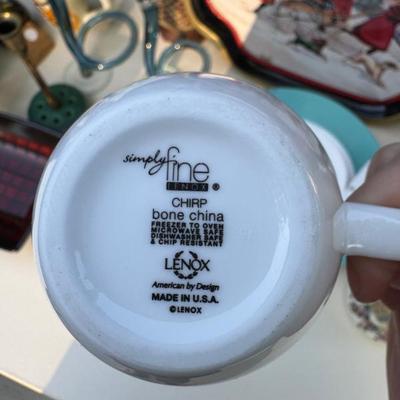 simply fine
LENOX ®
CHIRP
bone china
FREEZER TO OVEN
MICROWAVE SAFE
DISHWASHER SAFE
& CHIP RESISTANT
LENOX
American by Design
MADE IN U.S.A.
© LENOX